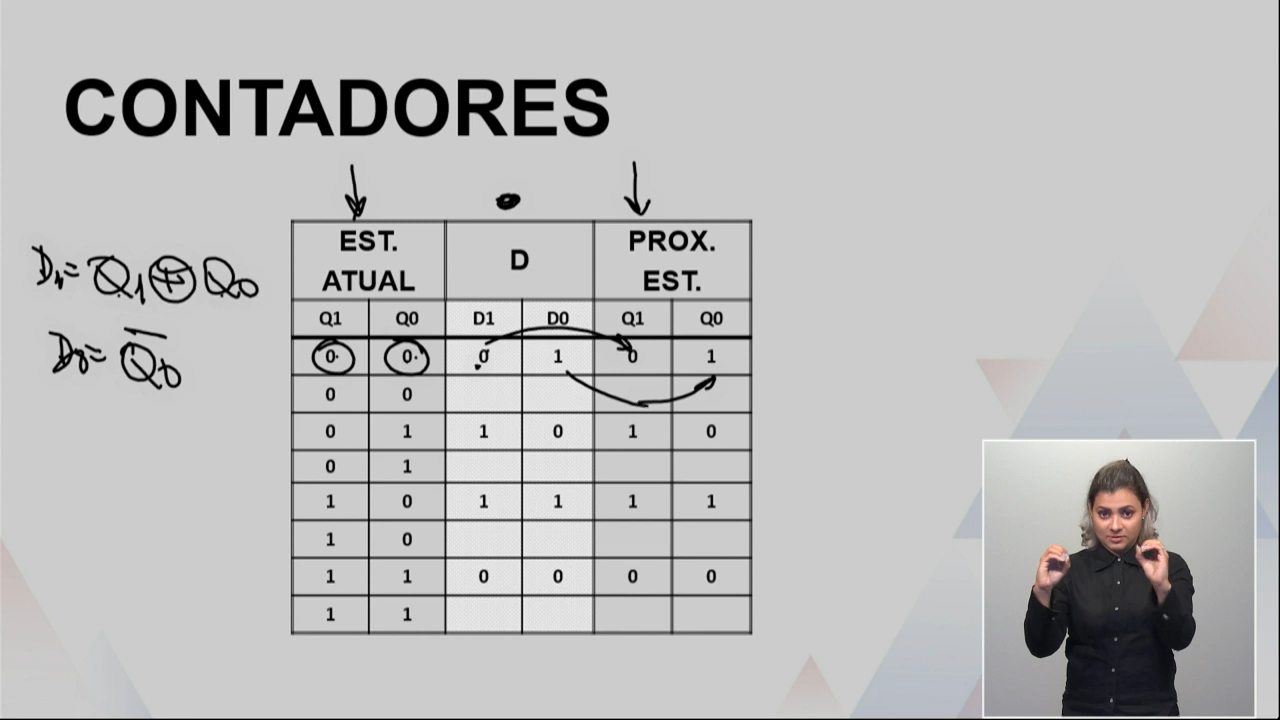 CONTADORES
D₁= Q₁⊕Q₀
D₀= Q̅₀
EST. ATUAL D PROX. EST.
Q1 Q0 D1 D0 Q1 Q0
0 0 0 1 0 1
0 0
0 1 1 0 1 0
0 1
1 0 1 1 1 1
1 0
1 1 0 0 0 0
1 1